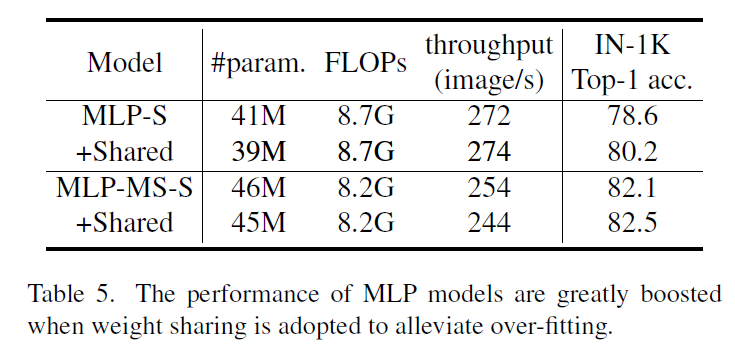 Model #param. FLOPs throughput (image/s) IN-1K Top-1 acc.
MLP-S 41M 8.7G 272 78.6
+Shared 39M 8.7G 274 80.2
MLP-MS-S 46M 8.2G 254 82.1
+Shared 45M 8.2G 244 82.5
Table 5. The performance of MLP models are greatly boosted
when weight sharing is adopted to alleviate over-fitting.